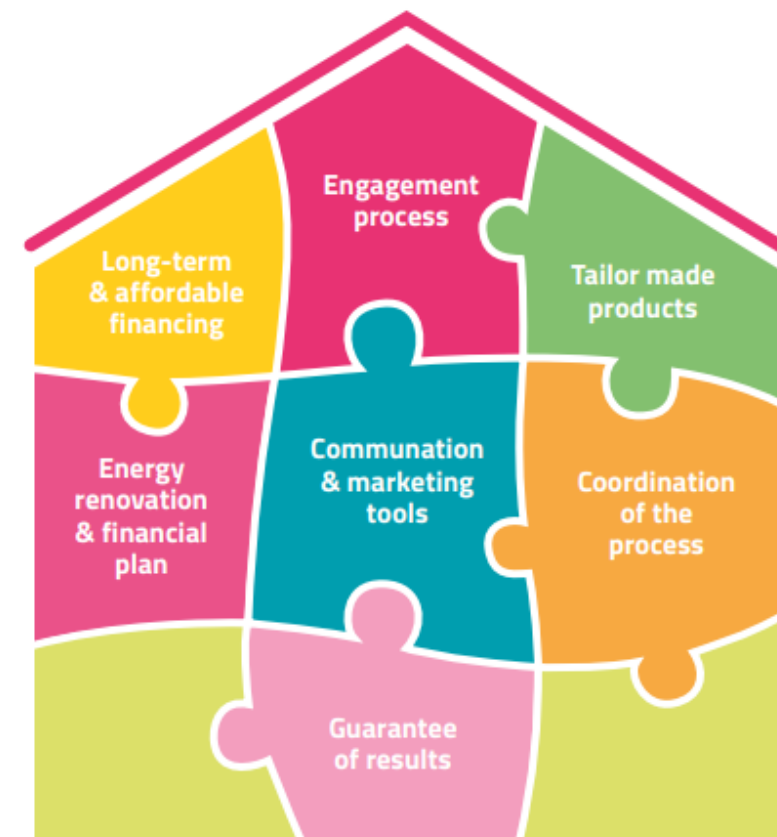 Engagement
process
Long-term
& affordable
financing
Tailor made
products
Energy
renovation
& financial
plan
Communation
& marketing
tools
Coordination
of the
process
Guarantee
of results